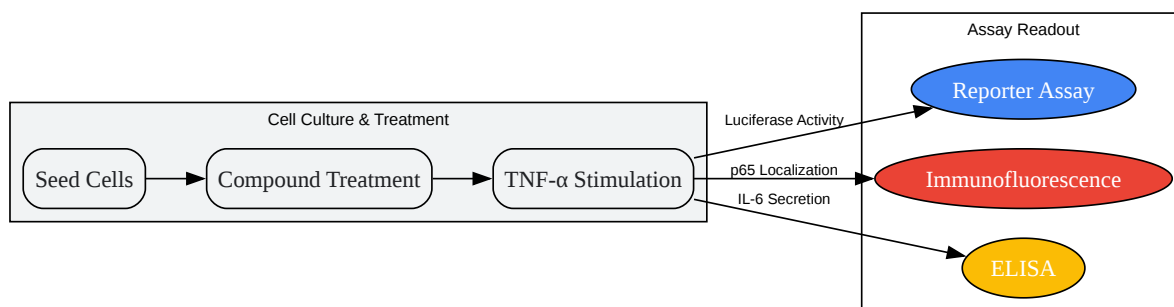 Cell Culture & Treatment
Seed Cells
Compound Treatment
TNF-α Stimulation
Luciferase Activity
p65 Localization
IL-6 Secretion
Assay Readout
Reporter Assay
Immunofluorescence
ELISA